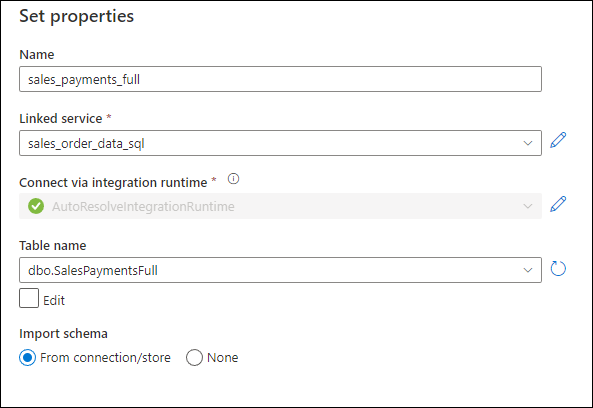 Set properties
Name
sales_payments_full
Linked service *
sales_order_data_sql
Connect via integration runtime *
AutoResolveIntegrationRuntime
Table name
dbo.SalesPaymentsFull
Edit
Import schema
From connection/store None